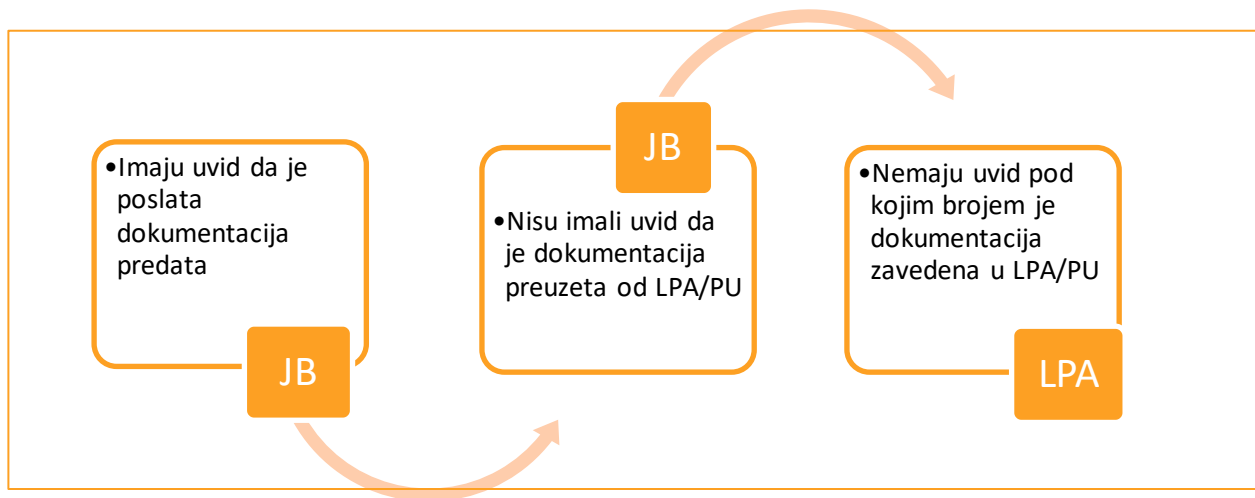 •Imaju uvid da je
poslata
dokumentacija
predata
JB
JB
•Nisu imali uvid da
je dokumentacija
preuzeta od LPA/PU
•Nemaju uvid pod
kojim brojem je
dokumentacija
zavedena u LPA/PU
LPA